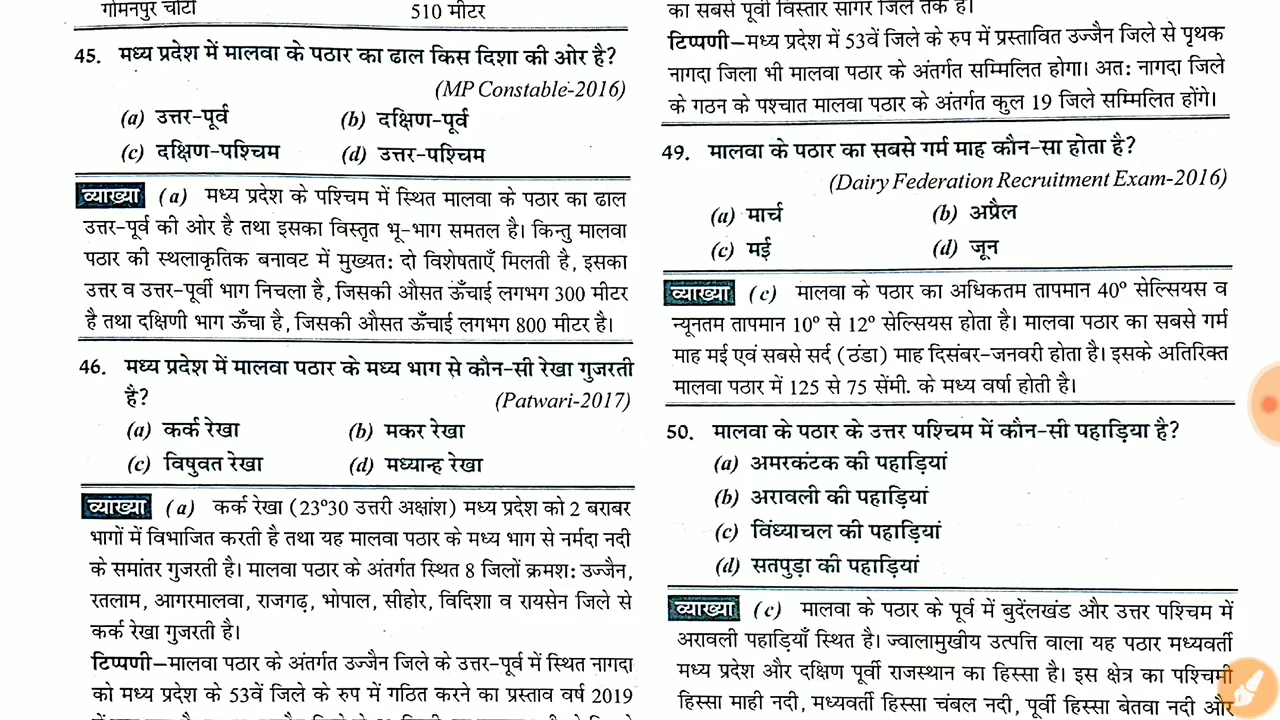 गोमनपुर चोटी 510 मीटर
45. मध्य प्रदेश में मालवा के पठार का ढाल किस दिशा की ओर है?
(MP Constable-2016)
(a) उत्तर-पूर्व (b) दक्षिण-पूर्व
(c) दक्षिण-पश्चिम (d) उत्तर-पश्चिम
व्याख्या (a) मध्य प्रदेश के पश्चिम में स्थित मालवा के पठार का ढाल
उत्तर-पूर्व की ओर है तथा इसका विस्तृत भू-भाग समतल है। किन्तु मालवा
पठार की स्थलाकृतिक बनावट में मुख्यत: दो विशेषताएँ मिलती है, इसका
उत्तर व उत्तर-पूर्वी भाग निचला है, जिसकी औसत ऊँचाई लगभग 300 मीटर
है तथा दक्षिणी भाग ऊँचा है, जिसकी औसत ऊँचाई लगभग 800 मीटर है।
46. मध्य प्रदेश में मालवा पठार के मध्य भाग से कौन-सी रेखा गुजरती
है? (Patwari-2017)
(a) कर्क रेखा (b) मकर रेखा
(c) विषुवत रेखा (d) मध्यान्ह रेखा
व्याख्या (a) कर्क रेखा (23º30 उत्तरी अक्षांश) मध्य प्रदेश को 2 बराबर
भागों में विभाजित करती है तथा यह मालवा पठार के मध्य भाग से नर्मदा नदी
के समांतर गुजरती है। मालवा पठार के अंतर्गत स्थित 8 जिलों क्रमश: उज्जैन,
रतलाम, आगरमालवा, राजगढ़, भोपाल, सीहोर, विदिशा व रायसेन जिले से
कर्क रेखा गुजरती है।
टिप्पणी–मालवा पठार के अंतर्गत उज्जैन जिले के उत्तर-पूर्व में स्थित नागदा
को मध्य प्रदेश के 53वें जिले के रुप में गठित करने का प्रस्ताव वर्ष 2019
का सबसे पूर्वी विस्तार सागर जिले तक है।
टिप्पणी–मध्य प्रदेश में 53वें जिले के रुप में प्रस्तावित उज्जैन जिले से पृथक
नागदा जिला भी मालवा पठार के अंतर्गत सम्मिलित होगा। अत: नागदा जिले
के गठन के पश्चात मालवा पठार के अंतर्गत कुल 19 जिले सम्मिलित होंगे।
49. मालवा के पठार का सबसे गर्म माह कौन-सा होता है?
(Dairy Federation Recruitment Exam-2016)
(a) मार्च (b) अप्रैल
(c) मई (d) जून
व्याख्या (c) मालवा के पठार का अधिकतम तापमान 40º सेल्सियस व
न्यूनतम तापमान 10º से 12º सेल्सियस होता है। मालवा पठार का सबसे गर्म
माह मई एवं सबसे सर्द (ठंडा) माह दिसंबर-जनवरी होता है। इसके अतिरिक्त
मालवा पठार में 125 से 75 सेंमी. के मध्य वर्षा होती है।
50. मालवा के पठार के उत्तर पश्चिम में कौन-सी पहाड़िया है?
(a) अमरकंटक की पहाड़ियां
(b) अरावली की पहाड़ियां
(c) विंध्याचल की पहाड़ियां
(d) सतपुड़ा की पहाड़ियां
व्याख्या (c) मालवा के पठार के पूर्व में बुदेंलखंड और उत्तर पश्चिम में
अरावली पहाड़ियाँ स्थित है। ज्वालामुखीय उत्पत्ति वाला यह पठार मध्यवर्ती
मध्य प्रदेश और दक्षिण पूर्वी राजस्थान का हिस्सा है। इस क्षेत्र का पश्चिमी
हिस्सा माही नदी, मध्यवर्ती हिस्सा चंबल नदी, पूर्वी हिस्सा बेतवा नदी और